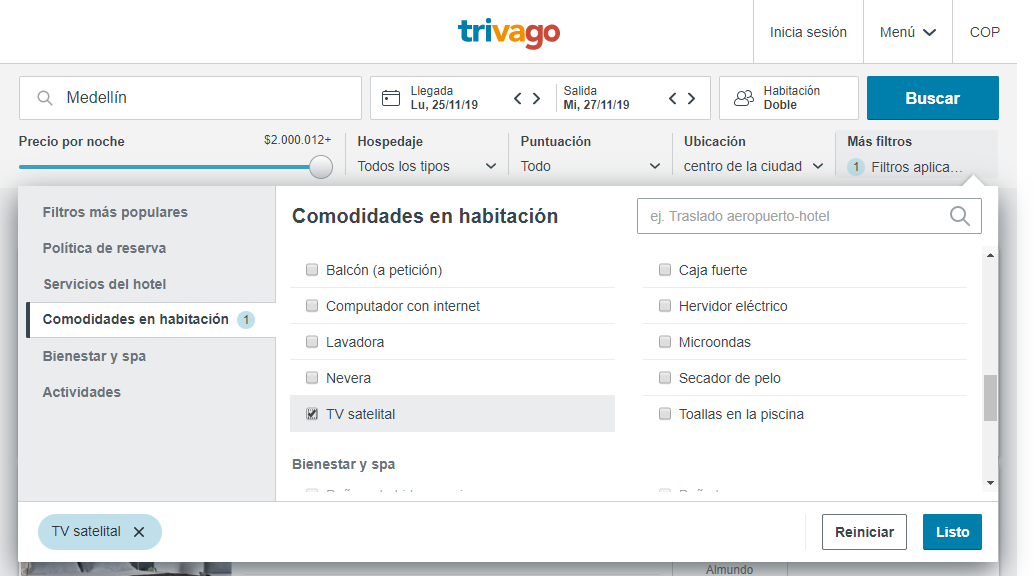 trivago
Inicia sesión
Menú
COP
Medellín
Llegada
Lu, 25/11/19
Salida
Mi, 27/11/19
Habitación
Doble
Buscar
Precio por noche
$2.000.012+
Hospedaje
Todos los tipos
Puntuación
Todo
Ubicación
centro de la ciudad
Más filtros
1 Filtros aplica...
Filtros más populares
Política de reserva
Servicios del hotel
Comodidades en habitación 1
Bienestar y spa
Actividades
Comodidades en habitación
ej. Traslado aeropuerto-hotel
Balcón (a petición)
Caja fuerte
Computador con internet
Hervidor eléctrico
Lavadora
Microondas
Nevera
Secador de pelo
TV satelital
Toallas en la piscina
Bienestar y spa
TV satelital
Reiniciar
Listo
Almundo